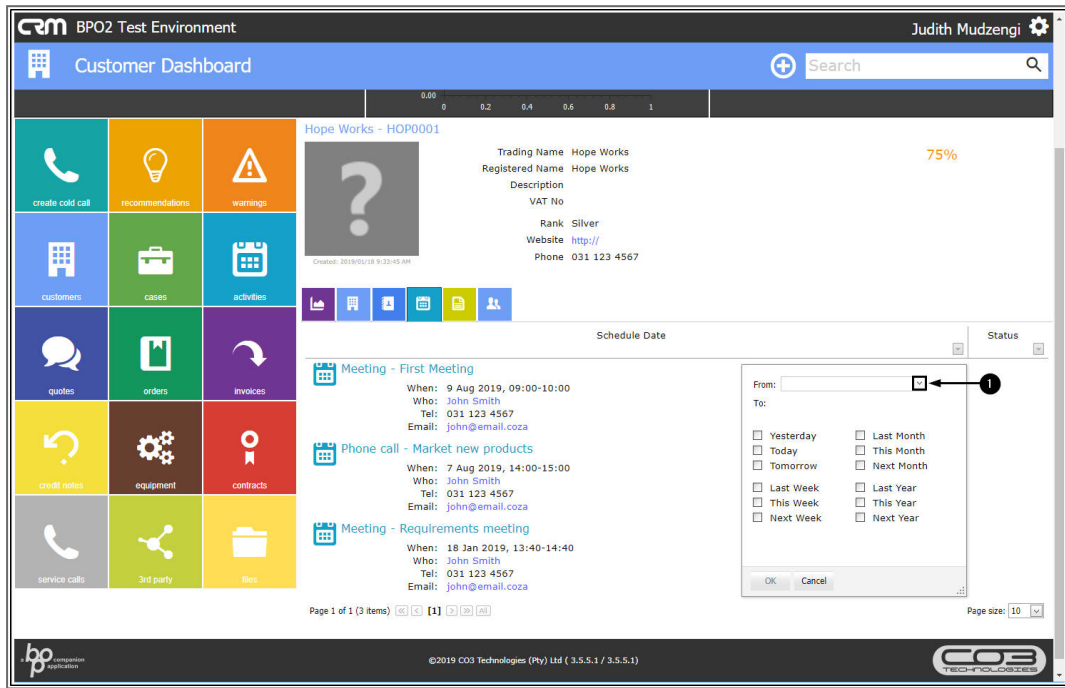 CRM BPO2 Test Environment
Judith Mudzengi
Customer Dashboard
Search
0.00
0 0.2 0.4 0.6 0.8 1
create cold call
recommendations
warnings
customers
cases
activities
quotes
orders
invoices
credit notes
equipment
contracts
service calls
3rd party
files
Hope Works - HOP0001
?
Created: 2019/01/18 9:33:45 AM
Trading Name Hope Works
Registered Name Hope Works
Description
VAT No
Rank Silver
Website http://
Phone 031 123 4567
75%
Schedule Date
Status
Meeting - First Meeting
When: 9 Aug 2019, 09:00-10:00
Who: John Smith
Tel: 031 123 4567
Email: john@email.coza
Phone call - Market new products
When: 7 Aug 2019, 14:00-15:00
Who: John Smith
Tel: 031 123 4567
Email: john@email.coza
Meeting - Requirements meeting
When: 18 Jan 2019, 13:40-14:40
Who: John Smith
Tel: 031 123 4567
Email: john@email.coza
From:
1
To:
Yesterday Last Month
Today This Month
Tomorrow Next Month
Last Week Last Year
This Week This Year
Next Week Next Year
OK Cancel
Page 1 of 1 (3 items) [1] All
Page size: 10
a bpo companion application
©2019 CO3 Technologies (Pty) Ltd ( 3.5.5.1 / 3.5.5.1)
CO3
TECHNOLOGIES